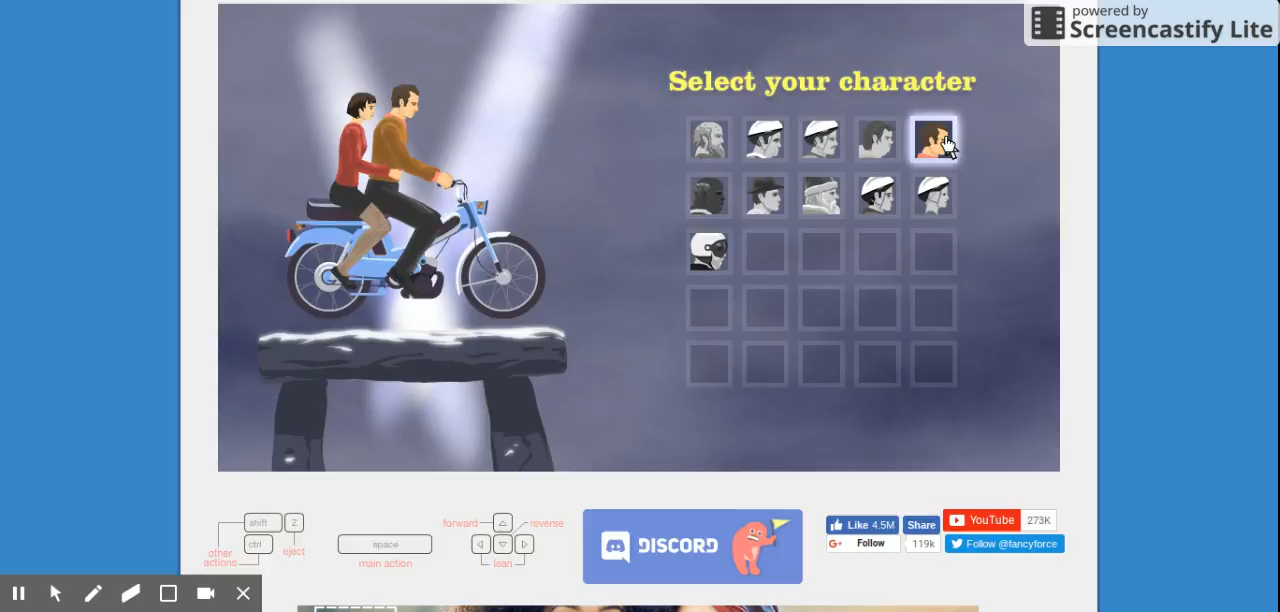 powered by
Screencastify Lite
Select your character
shift
Z
ctrl
other
actions
eject
space
main action
forward
reverse
lean
DISCORD
Like 4.5M
Share
YouTube
273K
G+ Follow
119k
Follow @fancyforce